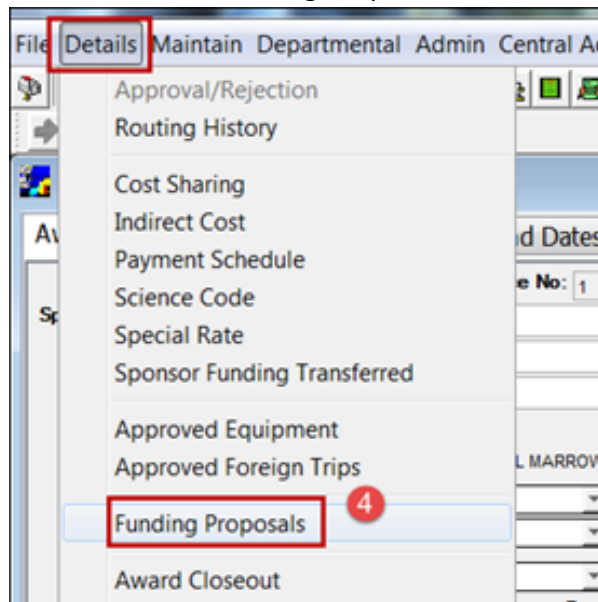 File Details Maintain Departmental Admin Central
Approval/Rejection
Routing History
Cost Sharing
Indirect Cost
Payment Schedule
nd Dates
Science Code
e No: 1
Special Rate
Sponsor Funding Transferred
Approved Equipment
Approved Foreign Trips
L MARROW
Funding Proposals
4
Award Closeout